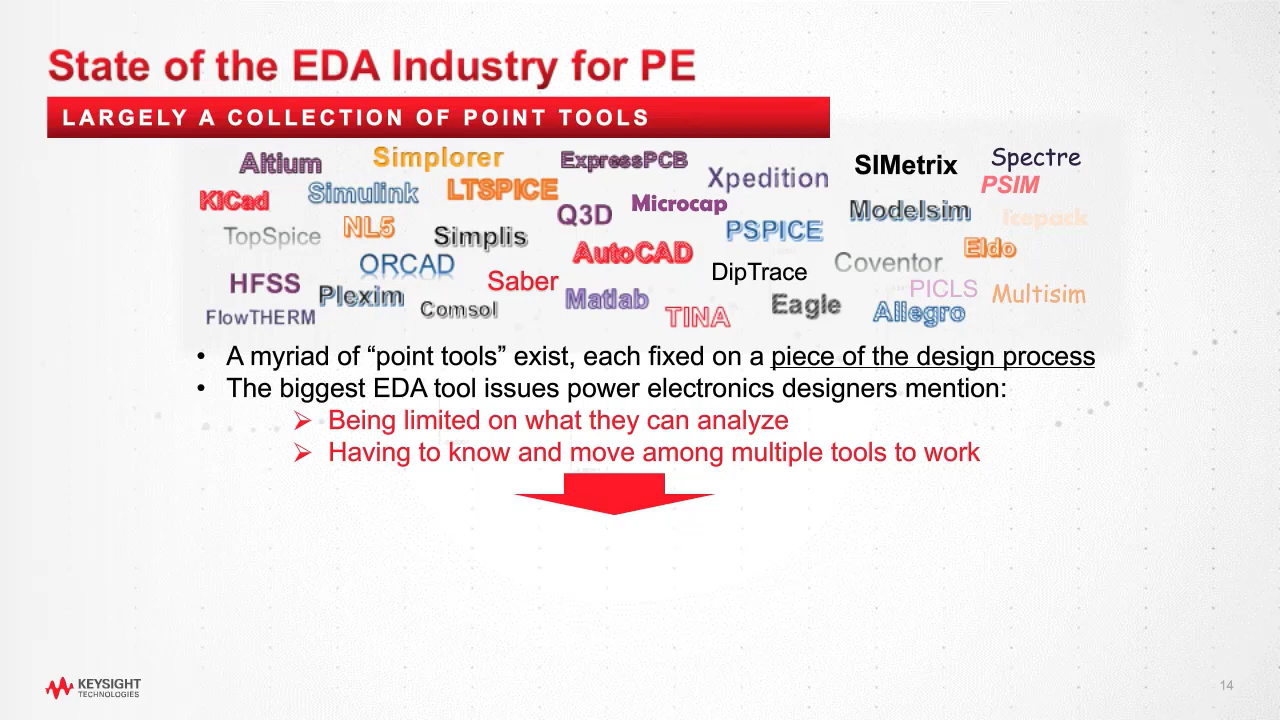 State of the EDA Industry for PE
LARGELY A COLLECTION OF POINT TOOLS
Altium Simplorer ExpressPCB Xpedition SIMetrix Spectre
KiCad Simulink LTSPICE Q3D Microcap PSIM
TopSpice NL5 Simplis AutoCAD PSPICE Modelsim Icepack
HFSS ORCAD Saber DipTrace Coventor Eldo
FlowTHERM Plexim Comsol Matlab TINA Eagle PICLS Allegro Multisim
• A myriad of “point tools” exist, each fixed on a piece of the design process
• The biggest EDA tool issues power electronics designers mention:
➢ Being limited on what they can analyze
➢ Having to know and move among multiple tools to work
KEYSIGHT
TECHNOLOGIES
14